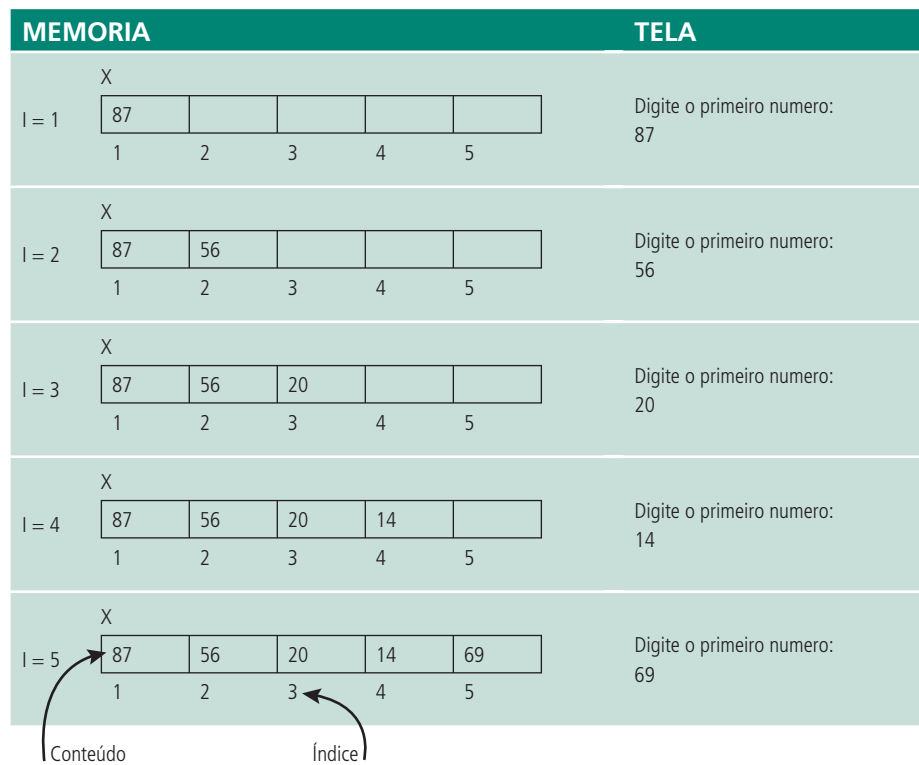 MEMORIA TELA
X
I = 1 87 Digite o primeiro numero:
87
1 2 3 4 5
X
I = 2 87 56 Digite o primeiro numero:
56
1 2 3 4 5
X
I = 3 87 56 20 Digite o primeiro numero:
20
1 2 3 4 5
X
I = 4 87 56 20 14 Digite o primeiro numero:
14
1 2 3 4 5
X
I = 5 87 56 20 14 69 Digite o primeiro numero:
69
1 2 3 4 5
Conteúdo Índice